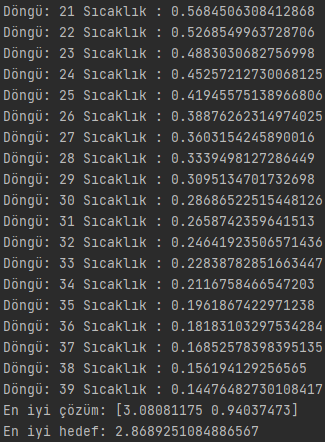 Döngü: 21 Sıcaklık : 0.5684506308412868
Döngü: 22 Sıcaklık : 0.5268549963728706
Döngü: 23 Sıcaklık : 0.4883030682756998
Döngü: 24 Sıcaklık : 0.45257212730068125
Döngü: 25 Sıcaklık : 0.41945575138966806
Döngü: 26 Sıcaklık : 0.38876262314974025
Döngü: 27 Sıcaklık : 0.3603154245890016
Döngü: 28 Sıcaklık : 0.3339498127286449
Döngü: 29 Sıcaklık : 0.3095134701732698
Döngü: 30 Sıcaklık : 0.28686522515448126
Döngü: 31 Sıcaklık : 0.2658742359641513
Döngü: 32 Sıcaklık : 0.24641923506571436
Döngü: 33 Sıcaklık : 0.22838782851663447
Döngü: 34 Sıcaklık : 0.2116758466547203
Döngü: 35 Sıcaklık : 0.1961867422971238
Döngü: 36 Sıcaklık : 0.18183103297534284
Döngü: 37 Sıcaklık : 0.16852578398395135
Döngü: 38 Sıcaklık : 0.156194129256565
Döngü: 39 Sıcaklık : 0.14476482730108417
En iyi çözüm: [3.08081175 0.94037473]
En iyi hedef: 2.8689251084886567